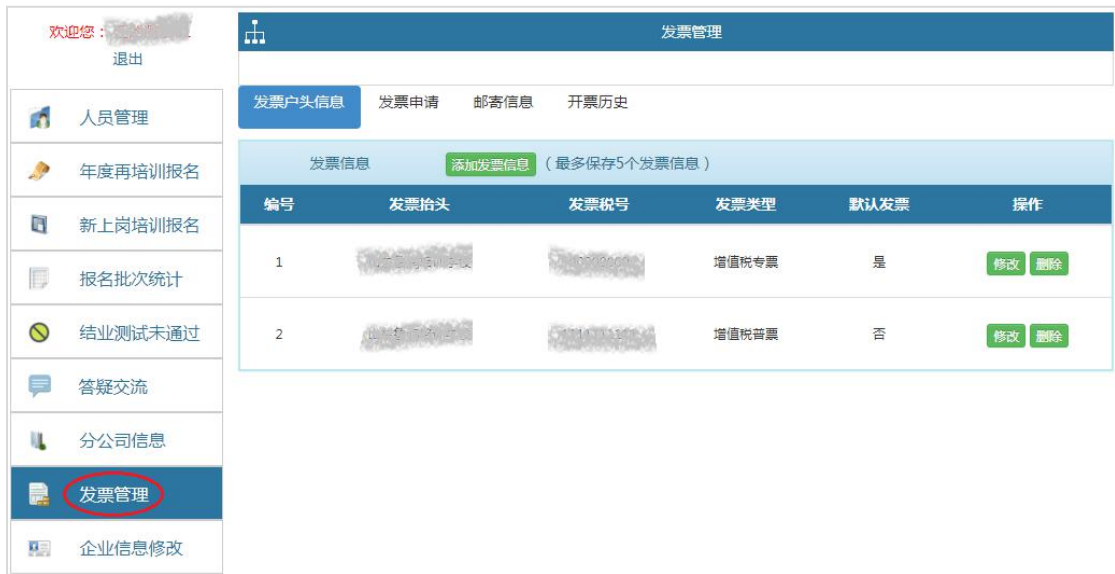 欢迎您：
退出
人员管理
年度再培训报名
新上岗培训报名
报名批次统计
结业测试未通过
答疑交流
分公司信息
发票管理
企业信息修改
发票管理
发票户头信息 发票申请 邮寄信息 开票历史
发票信息 添加发票信息 （最多保存5个发票信息）
编号 发票抬头 发票税号 发票类型 默认发票 操作
1 增值税专票 是 修改 删除
2 增值税普票 否 修改 删除